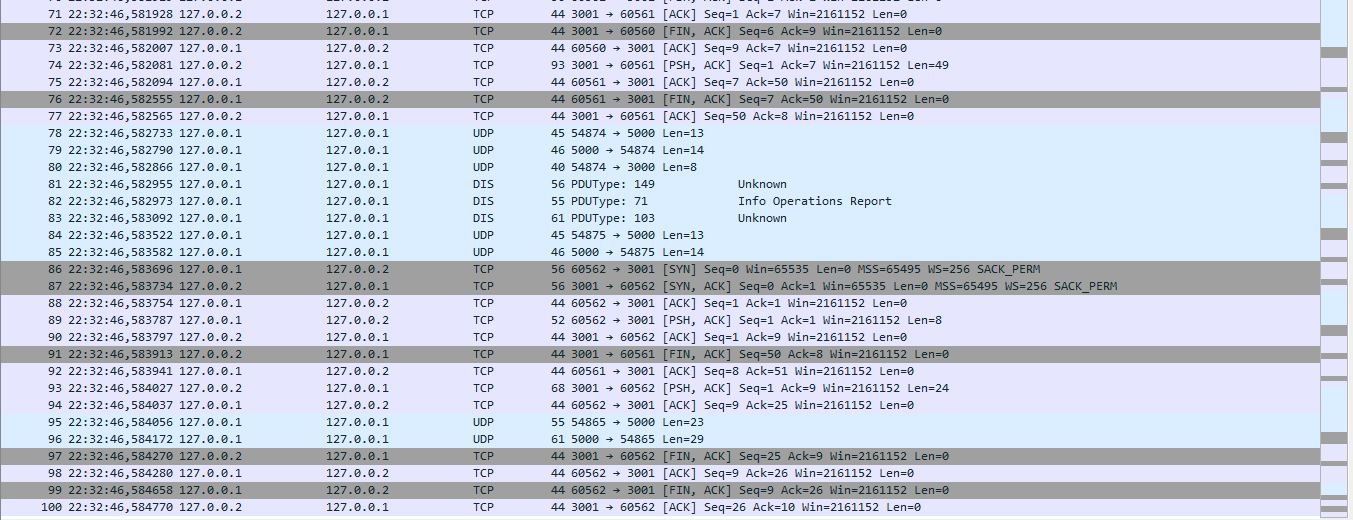 71 22:32:46,581928 127.0.0.2 127.0.0.1 TCP 44 3001 → 60561 [ACK] Seq=1 Ack=7 Win=2161152 Len=0
72 22:32:46,581992 127.0.0.2 127.0.0.1 TCP 44 3001 → 60560 [FIN, ACK] Seq=6 Ack=9 Win=2161152 Len=0
73 22:32:46,582007 127.0.0.1 127.0.0.2 TCP 44 60560 → 3001 [ACK] Seq=9 Ack=7 Win=2161152 Len=0
74 22:32:46,582081 127.0.0.2 127.0.0.1 TCP 93 3001 → 60561 [PSH, ACK] Seq=1 Ack=7 Win=2161152 Len=49
75 22:32:46,582094 127.0.0.1 127.0.0.2 TCP 44 60561 → 3001 [ACK] Seq=7 Ack=50 Win=2161152 Len=0
76 22:32:46,582555 127.0.0.1 127.0.0.2 TCP 44 60561 → 3001 [FIN, ACK] Seq=7 Ack=50 Win=2161152 Len=0
77 22:32:46,582565 127.0.0.2 127.0.0.1 TCP 44 3001 → 60561 [ACK] Seq=50 Ack=8 Win=2161152 Len=0
78 22:32:46,582733 127.0.0.1 127.0.0.1 UDP 45 54874 → 5000 Len=13
79 22:32:46,582790 127.0.0.1 127.0.0.1 UDP 46 5000 → 54874 Len=14
80 22:32:46,582866 127.0.0.1 127.0.0.1 UDP 40 54874 → 3000 Len=8
81 22:32:46,582955 127.0.0.1 127.0.0.1 DIS 56 PDUType: 149 Unknown
82 22:32:46,582973 127.0.0.1 127.0.0.1 DIS 55 PDUType: 71 Info Operations Report
83 22:32:46,583092 127.0.0.1 127.0.0.1 DIS 61 PDUType: 103 Unknown
84 22:32:46,583522 127.0.0.1 127.0.0.1 UDP 45 54875 → 5000 Len=13
85 22:32:46,583582 127.0.0.1 127.0.0.1 UDP 46 5000 → 54875 Len=14
86 22:32:46,583696 127.0.0.1 127.0.0.2 TCP 56 60562 → 3001 [SYN] Seq=0 Win=65535 Len=0 MSS=65495 WS=256 SACK_PERM
87 22:32:46,583734 127.0.0.2 127.0.0.1 TCP 56 3001 → 60562 [SYN, ACK] Seq=0 Ack=1 Win=65535 Len=0 MSS=65495 WS=256 SACK_PERM
88 22:32:46,583754 127.0.0.1 127.0.0.2 TCP 44 60562 → 3001 [ACK] Seq=1 Ack=1 Win=2161152 Len=0
89 22:32:46,583787 127.0.0.1 127.0.0.2 TCP 52 60562 → 3001 [PSH, ACK] Seq=1 Ack=1 Win=2161152 Len=8
90 22:32:46,583797 127.0.0.2 127.0.0.1 TCP 44 3001 → 60562 [ACK] Seq=1 Ack=9 Win=2161152 Len=0
91 22:32:46,583913 127.0.0.2 127.0.0.1 TCP 44 3001 → 60561 [FIN, ACK] Seq=50 Ack=8 Win=2161152 Len=0
92 22:32:46,583941 127.0.0.1 127.0.0.2 TCP 44 60561 → 3001 [ACK] Seq=8 Ack=51 Win=2161152 Len=0
93 22:32:46,584027 127.0.0.2 127.0.0.1 TCP 68 3001 → 60562 [PSH, ACK] Seq=1 Ack=9 Win=2161152 Len=24
94 22:32:46,584037 127.0.0.1 127.0.0.2 TCP 44 60562 → 3001 [ACK] Seq=9 Ack=25 Win=2161152 Len=0
95 22:32:46,584056 127.0.0.1 127.0.0.1 UDP 55 54865 → 5000 Len=23
96 22:32:46,584172 127.0.0.1 127.0.0.1 UDP 61 5000 → 54865 Len=29
97 22:32:46,584270 127.0.0.2 127.0.0.1 TCP 44 3001 → 60562 [FIN, ACK] Seq=25 Ack=9 Win=2161152 Len=0
98 22:32:46,584280 127.0.0.1 127.0.0.2 TCP 44 60562 → 3001 [ACK] Seq=9 Ack=26 Win=2161152 Len=0
99 22:32:46,584658 127.0.0.1 127.0.0.2 TCP 44 60562 → 3001 [FIN, ACK] Seq=9 Ack=26 Win=2161152 Len=0
100 22:32:46,584770 127.0.0.2 127.0.0.1 TCP 44 3001 → 60562 [ACK] Seq=26 Ack=10 Win=2161152 Len=0